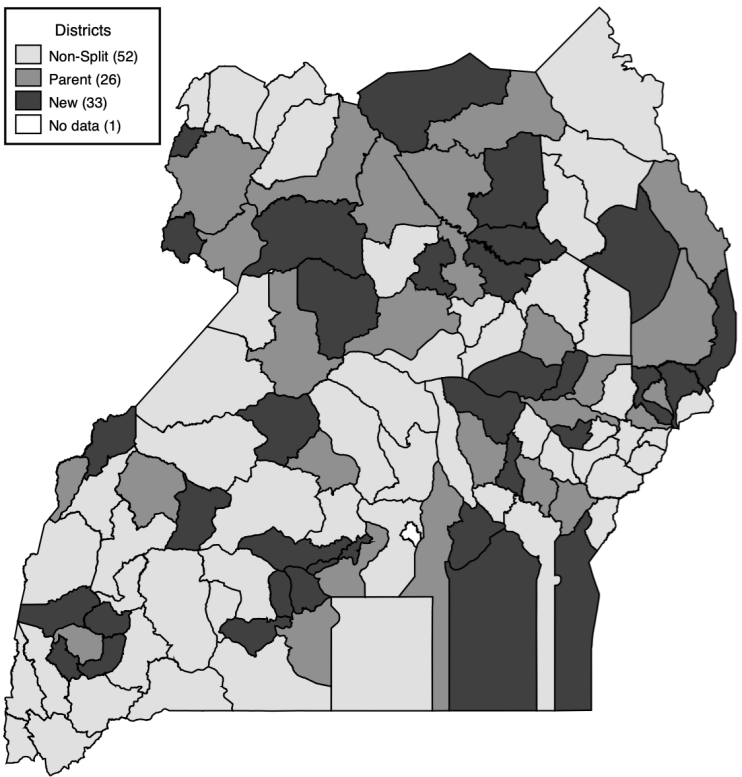 Districts
Non-Split (52)
Parent (26)
New (33)
No data (1)